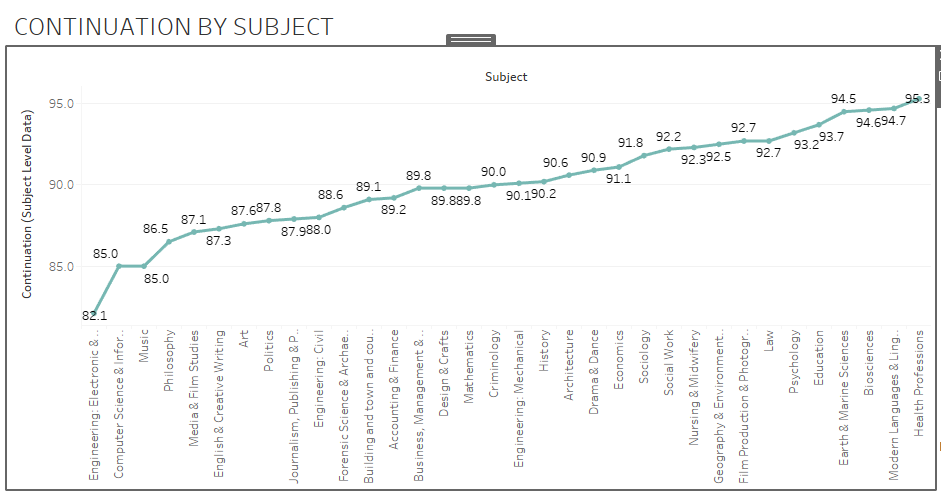 CONTINUATION BY SUBJECT
Subject
Continuation (Subject Level Data)
95.0
90.0
85.0
82.1
85.0
85.0
86.5
87.1
87.3
87.6
87.8
87.9
88.0
88.6
89.1
89.2
89.8
89.8
89.8
90.0
90.1
90.2
90.6
90.9
91.1
91.8
92.2
92.3
92.5
92.7
92.7
93.2
93.7
94.5
94.6
94.7
95.3
Engineering: Electronic &..
Computer Science & Infor..
Music
Philosophy
Media & Film Studies
English & Creative Writing
Art
Politics
Journalism, Publishing & P..
Engineering: Civil
Forensic Science & Archae..
Building and town and cou..
Accounting & Finance
Business, Management &..
Design & Crafts
Mathematics
Criminology
Engineering: Mechanical
History
Architecture
Drama & Dance
Economics
Sociology
Social Work
Nursing & Midwifery
Geography & Environment..
Film Production & Photogr..
Law
Psychology
Education
Earth & Marine Sciences
Biosciences
Modern Languages & Ling..
Health Professions